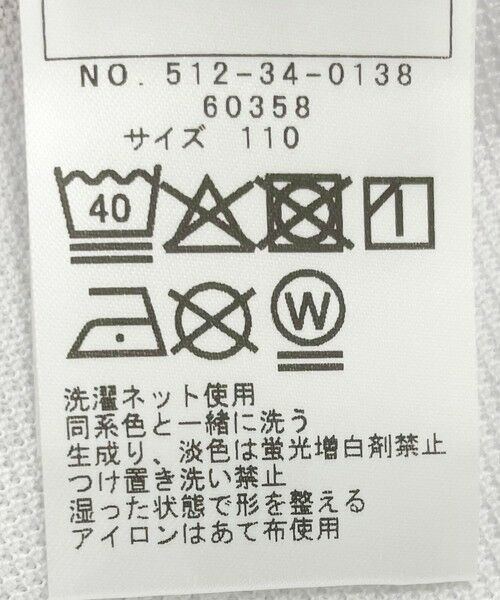 NO. 512-34-0138
60358
サイズ 110
40
W
洗濯ネット使用
同系色と一緒に洗う
生成り、淡色は蛍光増白剤禁止
つけ置き洗い禁止
湿った状態で形を整える
アイロンはあて布使用